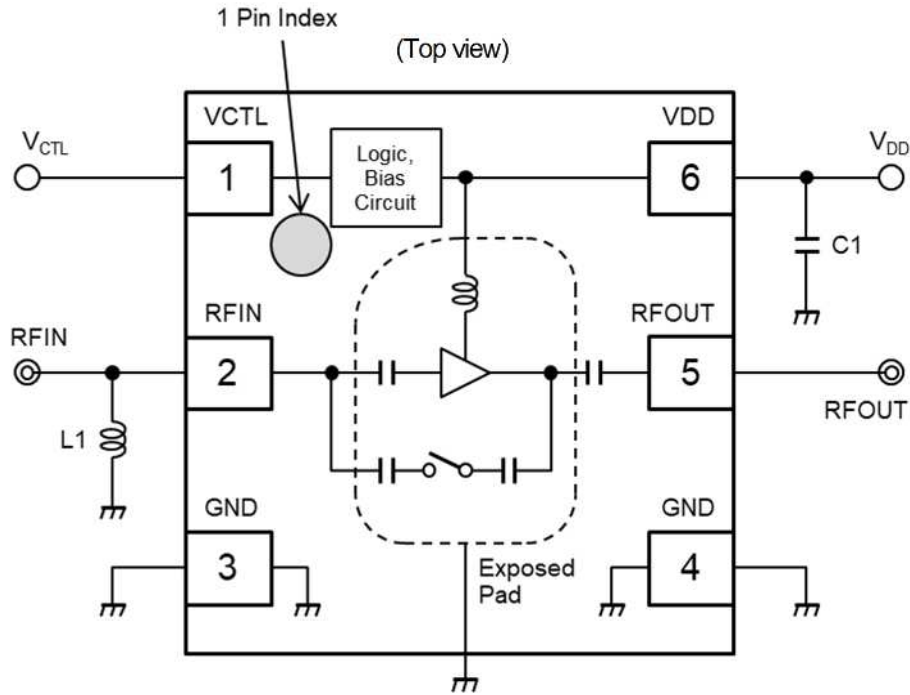 1 Pin Index
(Top view)
VCTL
VDD
VCTL
1
Logic,
Bias
Circuit
6
VDD
C1
RFIN
RFIN
RFOUT
2
5
L1
RFOUT
GND
GND
3
4
Exposed
Pad